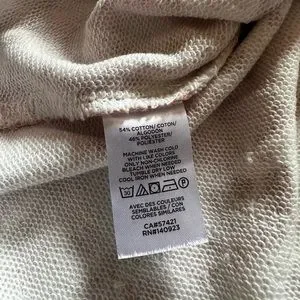 54% COTTON/ COTON/
ALGODÓN
46% POLYESTER/
POLIESTER
MACHINE WASH COLD
WITH LIKE COLORS
ONLY NON-CHLORINE
BLEACH WHEN NEEDED
TUMBLE DRY LOW
COOL IRON WHEN NEEDED
30 P
AVEC DES COULEURS
SEMBLABLES CON
COLORES SIMILARES
CA#57421
RN#140923